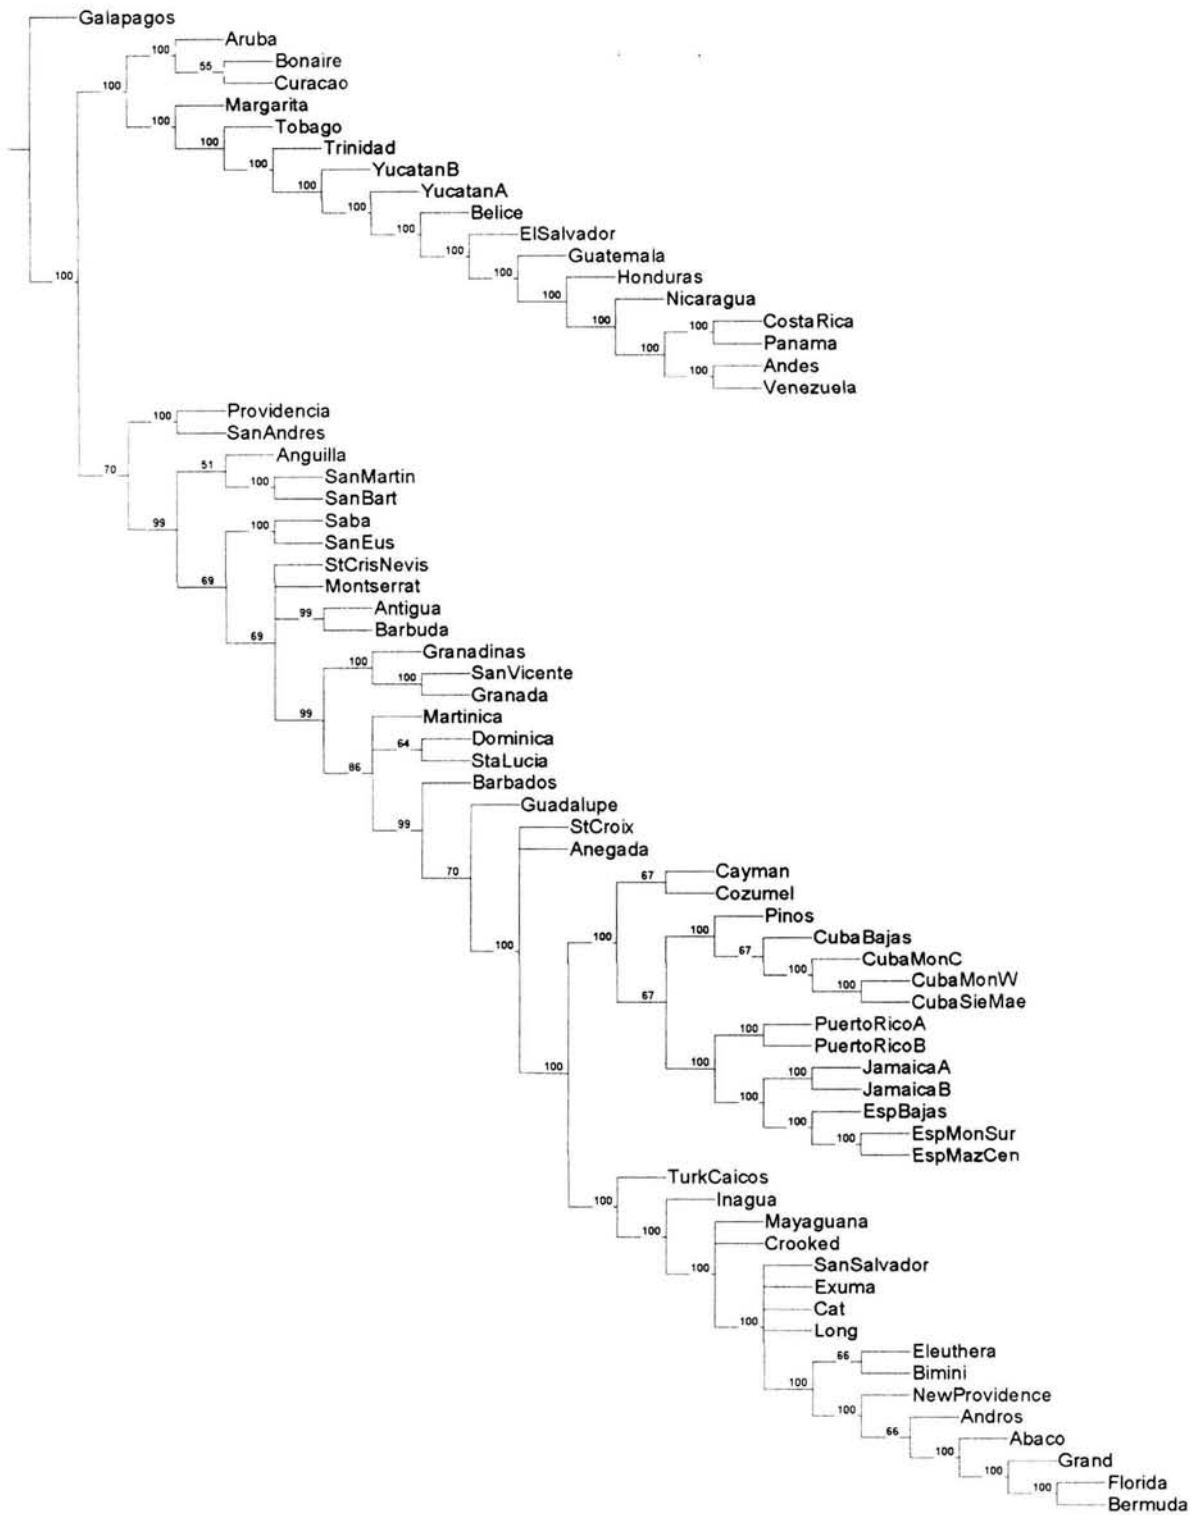 Galapagos
Aruba
100
Bonaire
55
Curacao
100
Margarita
100
Tobago
100
Trinidad
100
YucatanB
100
YucatanA
100
Belice
100
ElSalvador
100
Guatemala
100
100
Honduras
100
Nicaragua
100
CostaRica
100
Panama
100
Andes
100
Venezuela
Providencia
100
SanAndres
Anguilla
51
70
SanMartin
100
SanBart
Saba
99
100
SanEus
StCrisNevis
69
Montserrat
Antigua
99
Barbuda
69
Granadinas
100
SanVicente
100
Granada
99
Martinica
Dominica
64
StaLucia
86
Barbados
Guadalupe
99
StCroix
Anegada
70
Cayman
67
Cozumel
Pinos
100
CubaBajas
100
100
67
CubaMonC
100
CubaMonW
100
67
CubaSieMae
PuertoRicoA
100
PuertoRicoB
100
100
JamaicaA
100
JamaicaB
100
EspBajas
100
EspMonSur
100
EspMazCen
TurkCaicos
100
Inagua
100
Mayaguana
Crooked
100
SanSalvador
Exuma
Cat
100
Long
Eleuthera
66
Bimini
100
NewProvidence
100
Andros
66
Abaco
100
Grand
100
Florida
100
Bermuda